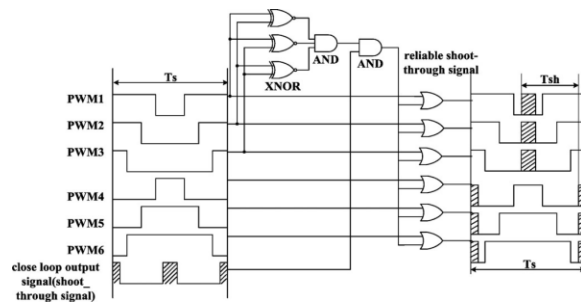 Ts
PWM1
PWM2
PWM3
PWM4
PWM5
PWM6
close loop output
signal(shoot_
through signal)
XNOR
AND
AND
reliable shoot-
through signal
Tsh
Ts